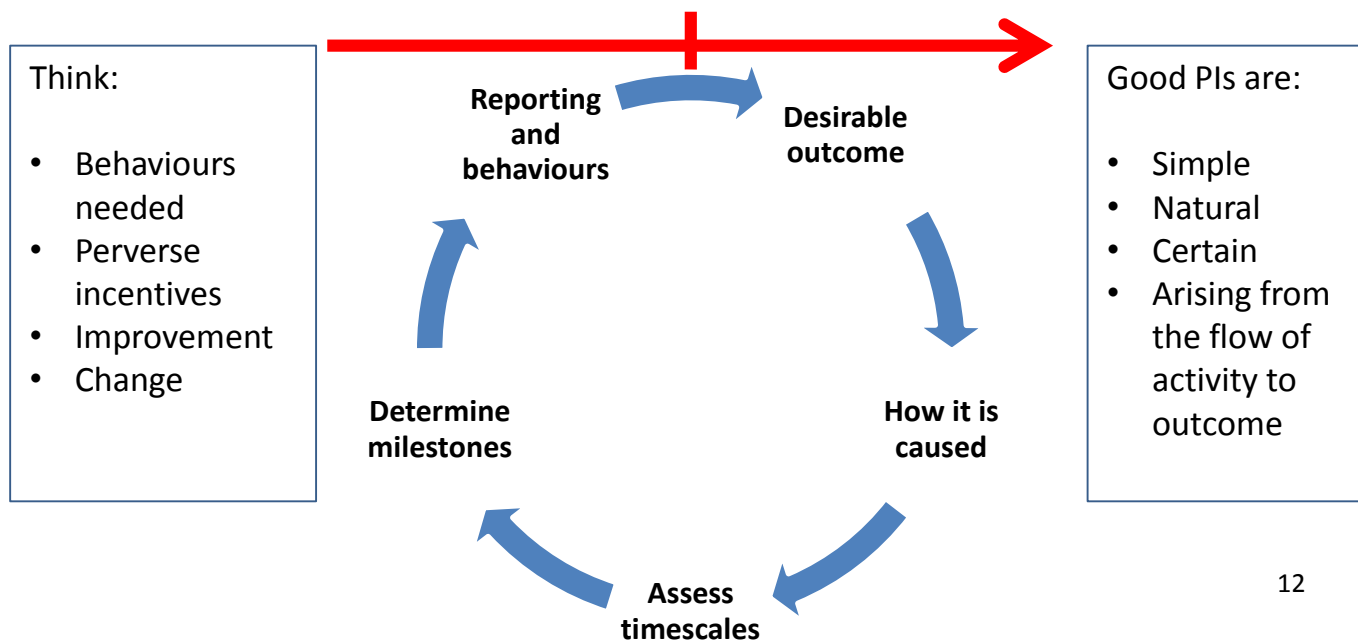 Think:
• Behaviours
needed
• Perverse
incentives
• Improvement
• Change
Reporting
and
behaviours
Desirable
outcome
How it is
caused
Assess
timescales
Determine
milestones
Good PIs are:
• Simple
• Natural
• Certain
• Arising from
the flow of
activity to
outcome
12